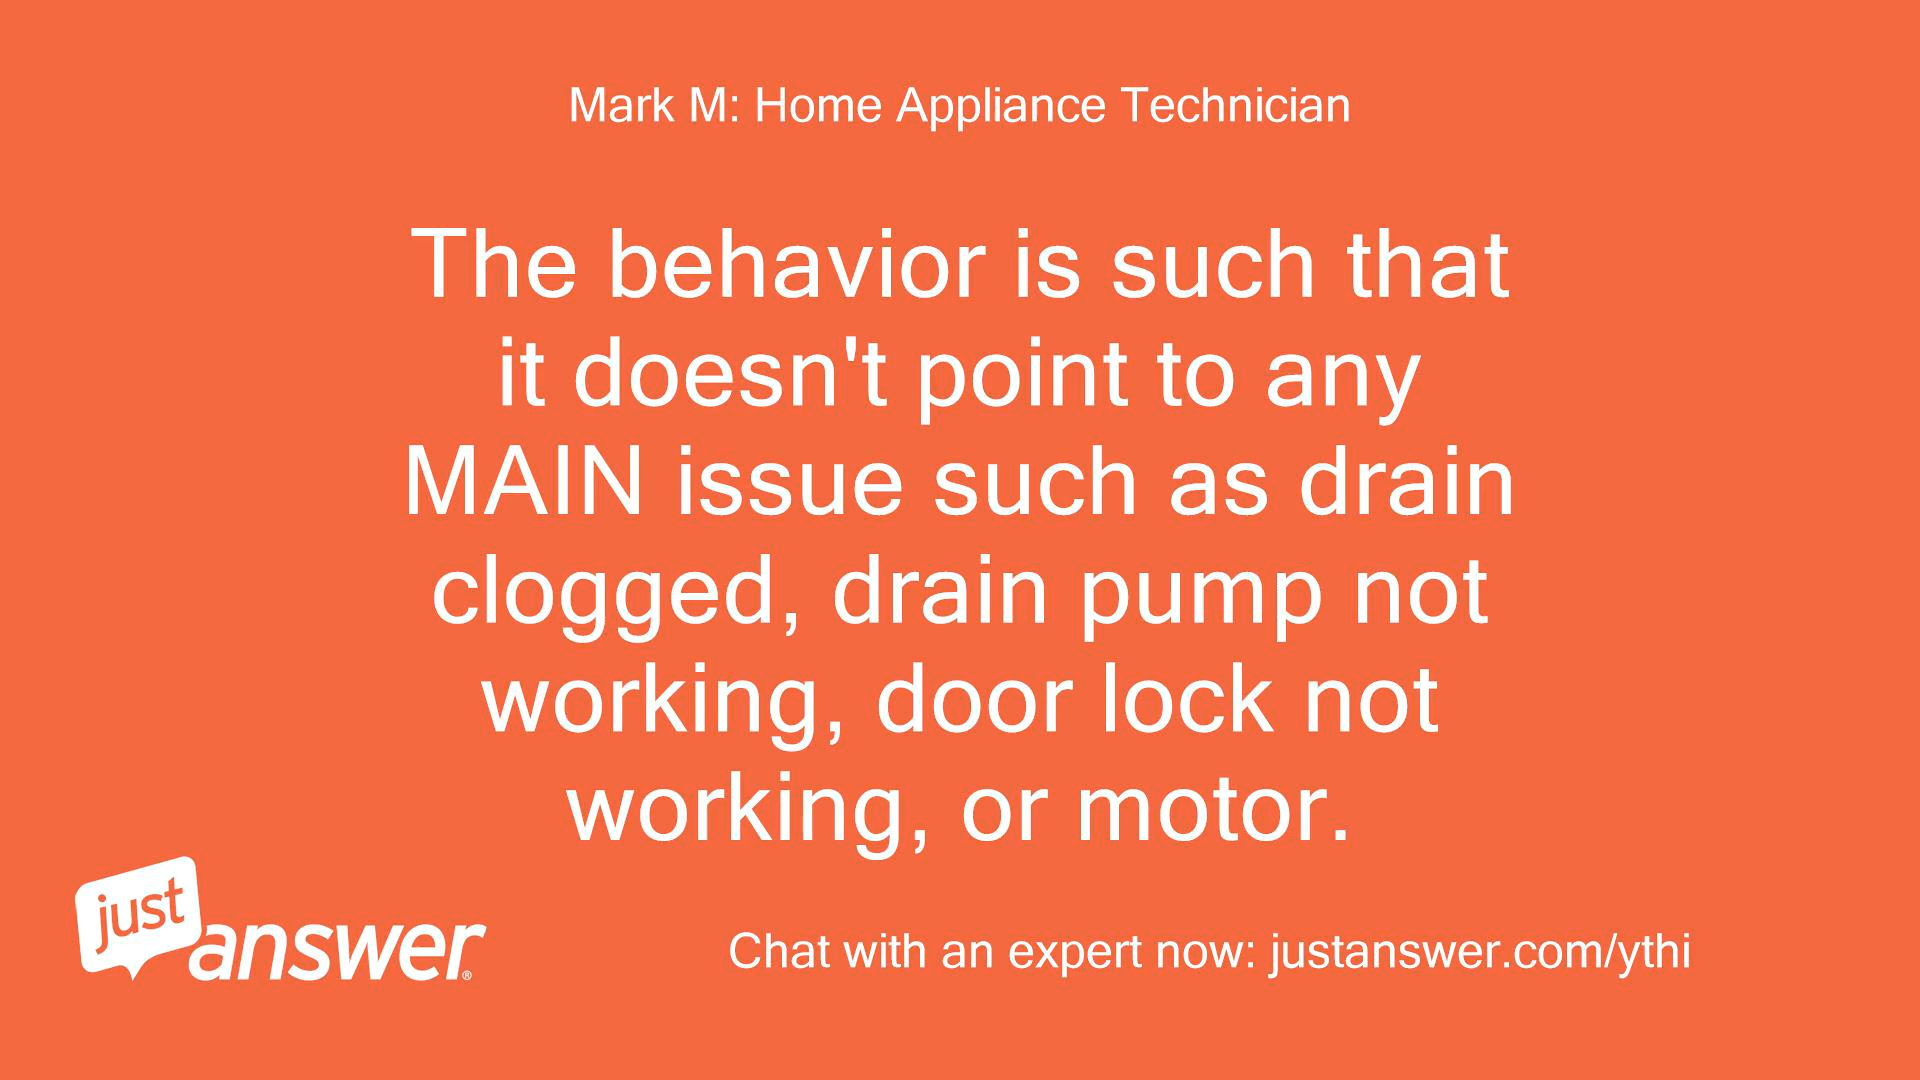 Mark M: Home Appliance Technician
The behavior is such that
it doesn't point to any
MAIN issue such as drain
clogged, drain pump not
working, door lock not
working, or motor.
just
answer®
Chat with an expert now: justanswer.com/ythi